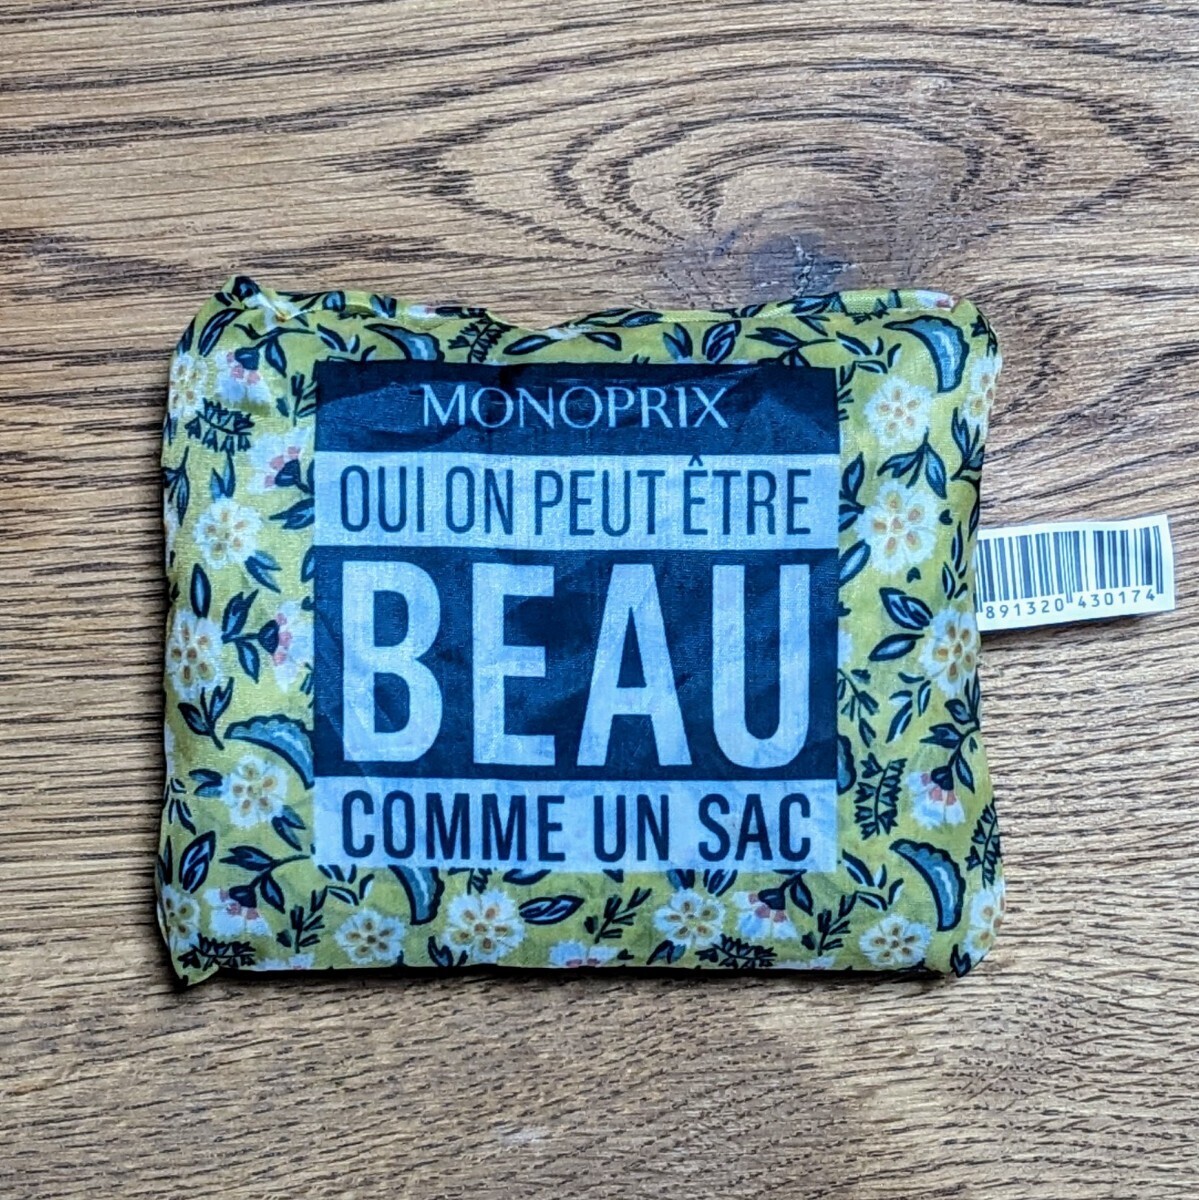 MONOPRIX
OUI ON PEUT ÊTRE
BEAU
COMME UN SAC
891320 430174